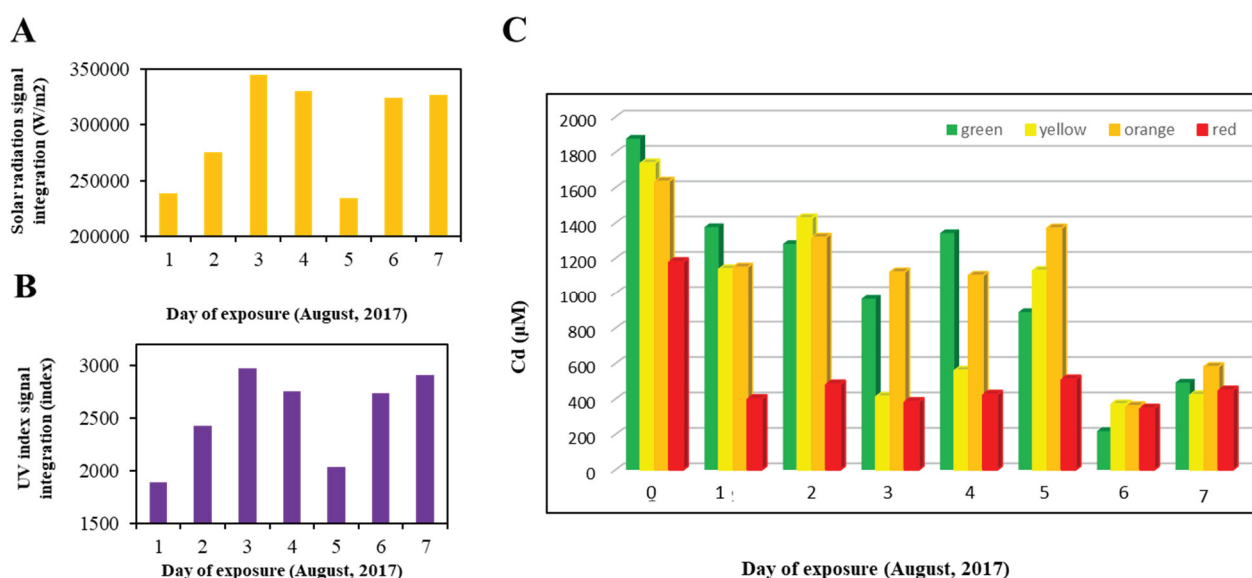 A
Solar radiation signal
integration (W/m2)
350000
300000
250000
200000
1 2 3 4 5 6 7
Day of exposure (August, 2017)
B
UV index signal
integration (index)
3000
2500
2000
1500
1 2 3 4 5 6 7
Day of exposure (August, 2017)
C
green yellow orange red
Cd (µM)
2000
1800
1600
1400
1200
1000
800
600
400
200
0
0 1 2 3 4 5 6 7
Day of exposure (August, 2017)